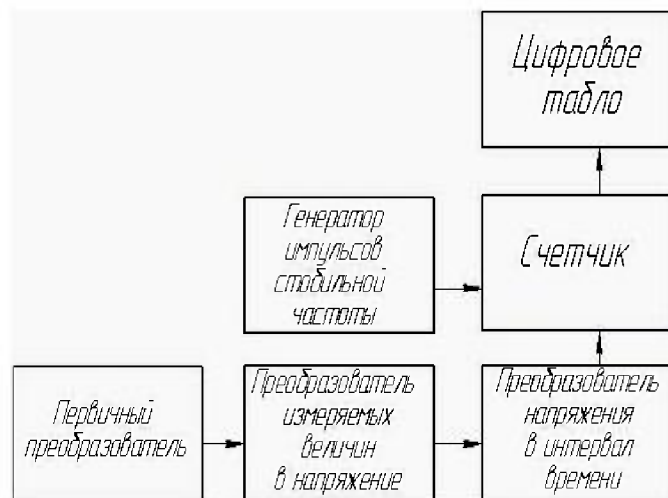 Цифровое
табло
Генератор
импульсов
стабильной
частоты
Счетчик
Первичный
преобразователь
Преобразователь
измеряемых
величин
в напряжение
Преобразователь
напряжения
в интервал
времени